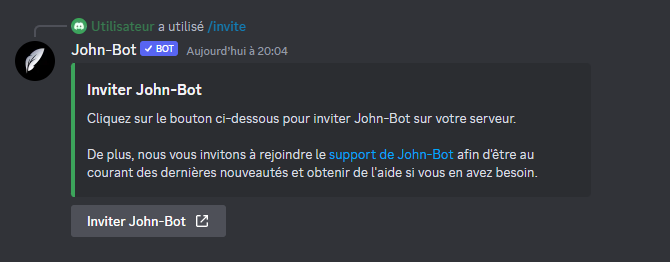 Utilisateur a utilisé /invite
John-Bot BOT Aujourd'hui à 20:04
Inviter John-Bot
Cliquez sur le bouton ci-dessous pour inviter John-Bot sur votre serveur.
De plus, nous vous invitons à rejoindre le support de John-Bot afin d'être au
courant des dernières nouveautés et obtenir de l'aide si vous en avez besoin.
Inviter John-Bot